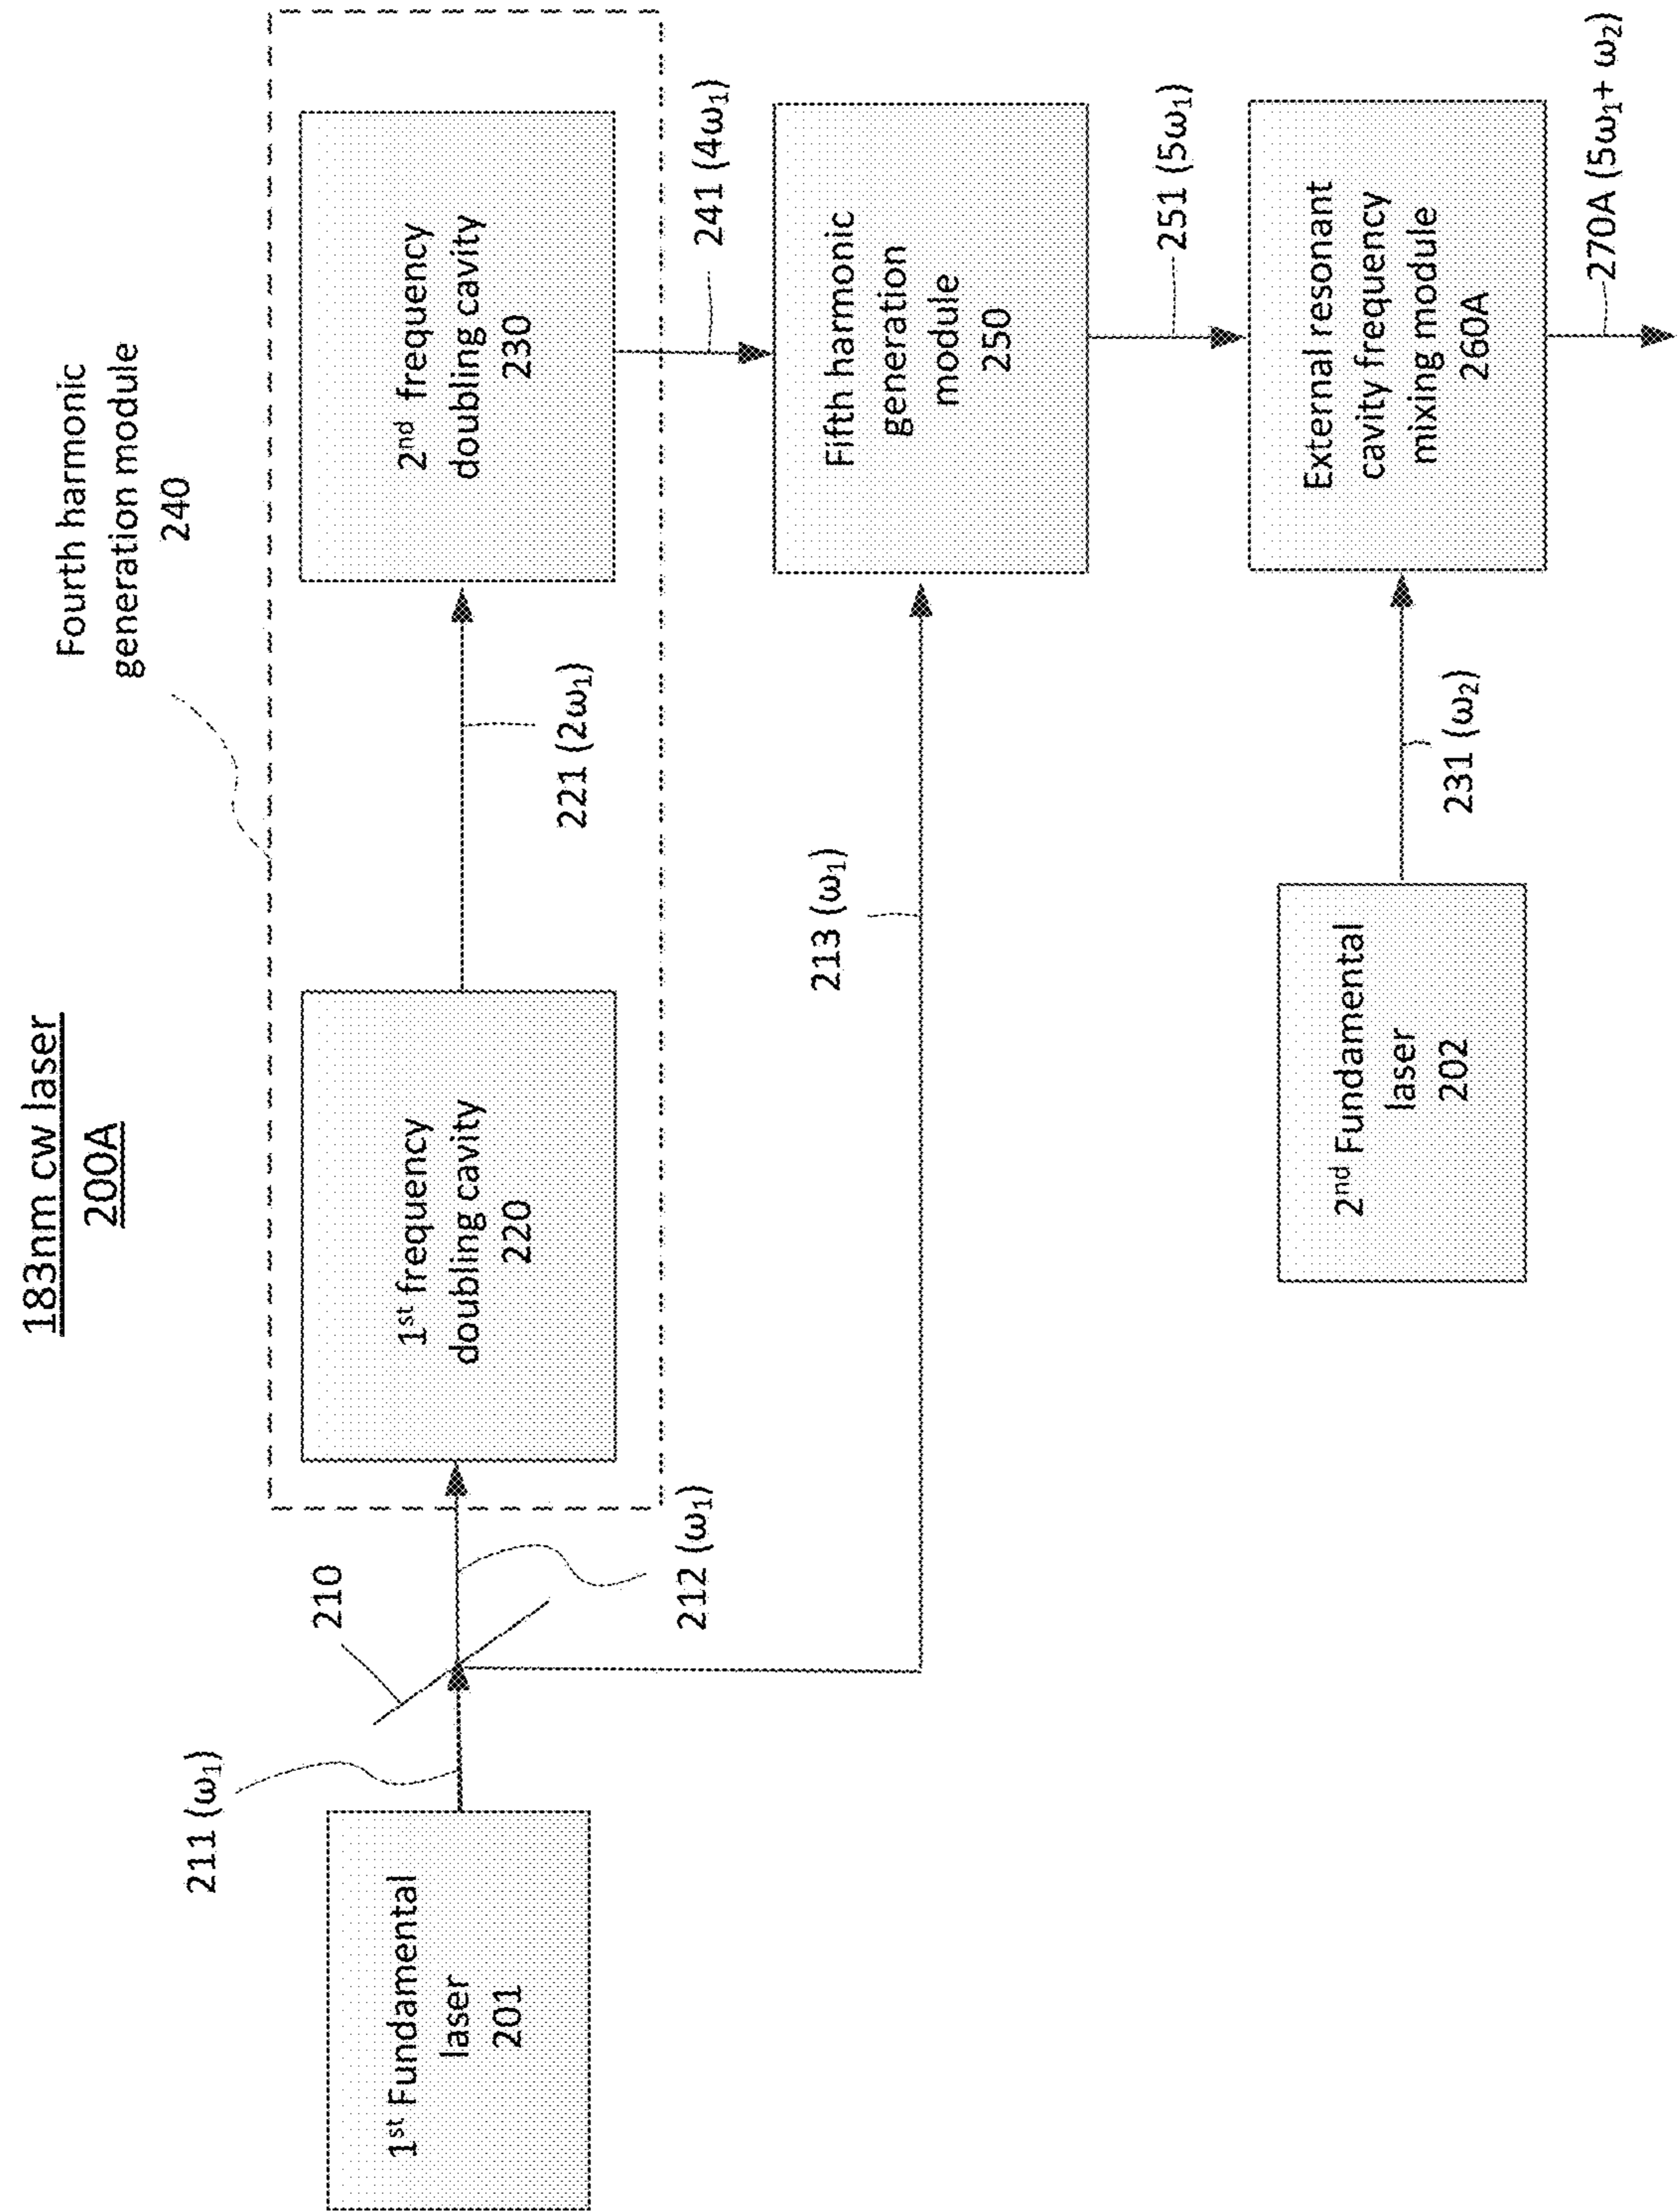 183nm cw laser
200A
Fourth harmonic
generation module
240
211 (ω₁)
210
212 (ω₁)
1ˢᵗ Fundamental
laser
201
1ˢᵗ frequency
doubling cavity
220
221 (2ω₁)
2ⁿᵈ frequency
doubling cavity
230
241 (4ω₁)
213 (ω₁)
Fifth harmonic
generation
module
250
251 (5ω₁)
2ⁿᵈ Fundamental
laser
202
231 (ω₂)
External resonant
cavity frequency
mixing module
260A
270A (5ω₁+ ω₂)